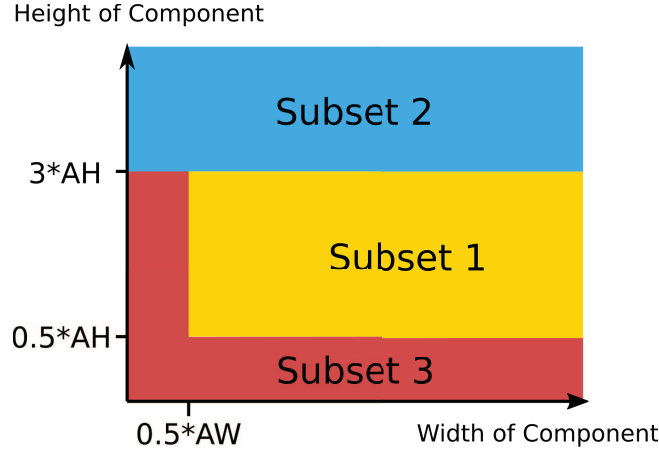 Height of Component
Subset 2
3*AH
Subset 1
0.5*AH
Subset 3
0.5*AW
Width of Component